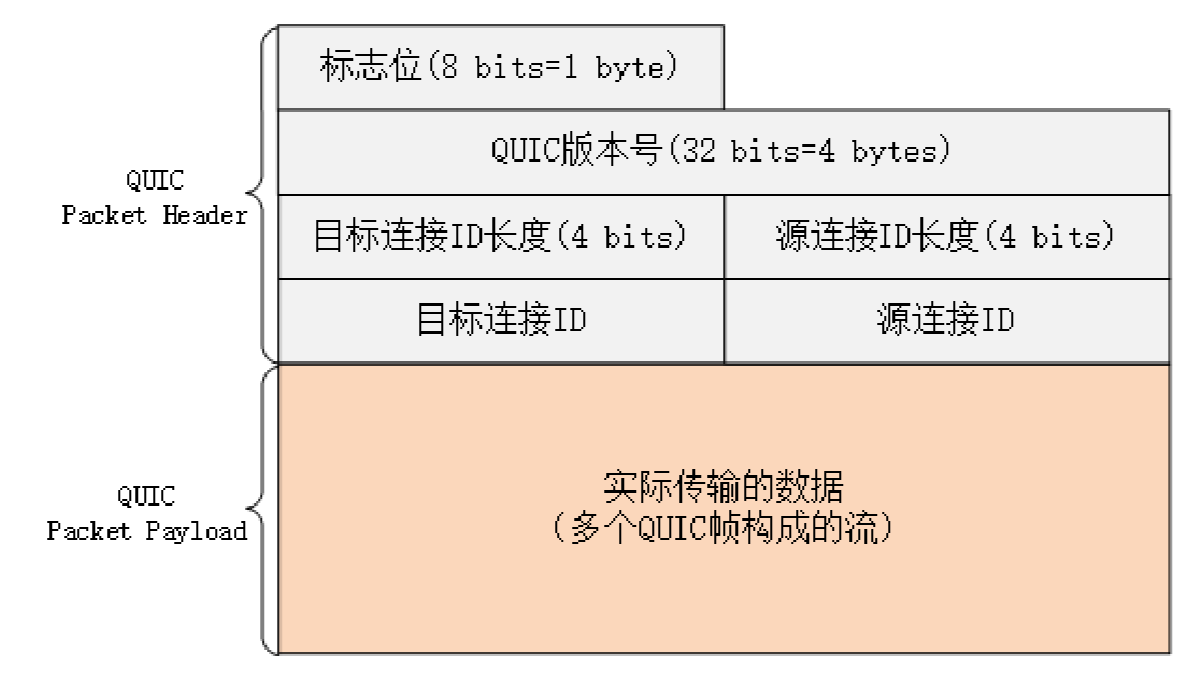 标志位(8 bits=1 byte)
QUIC版本号(32 bits=4 bytes)
QUIC
Packet Header
目标连接ID长度(4 bits)
源连接ID长度(4 bits)
目标连接ID
源连接ID
QUIC
Packet Payload
实际传输的数据
(多个QUIC帧构成的流)